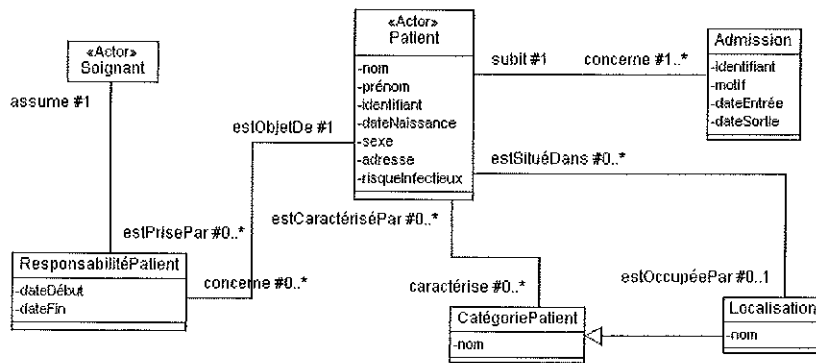 «Actor»
Soignant
assume #1
«Actor»
Patient
-nom
-prénom
-identifiant
-dateNaissance
-sexe
-adresse
-risqueInfectieux
subit #1
concerne #1..*
Admission
-identifiant
-motif
-dateEntrée
-dateSortie
estObjetDe #1
estSituéDans #0..*
estPrisePar #0..*
estCaractériséPar #0..*
ResponsabilitéPatient
-dateDébut
-dateFin
concerne #0..*
caractérise #0..*
estOccupéePar #0..1
CatégoriePatient
-nom
Localisation
-nom